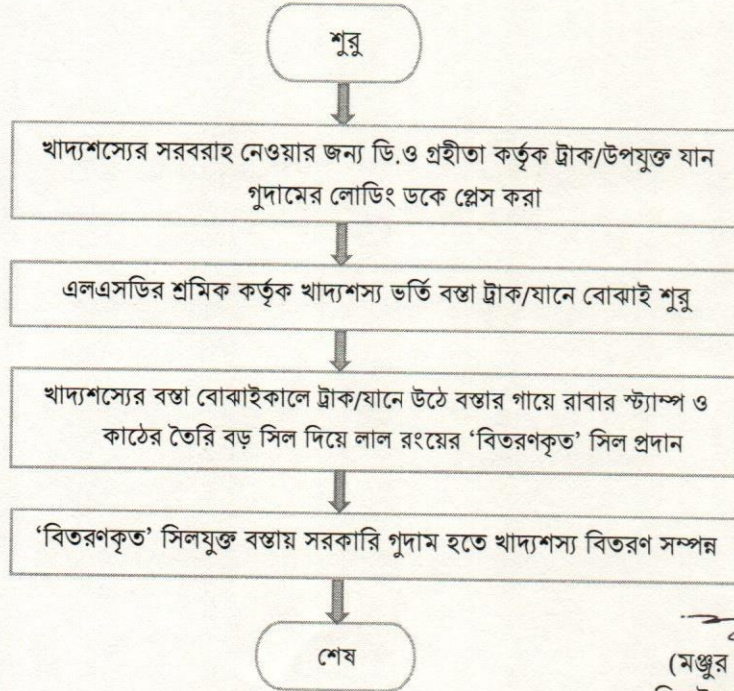 শুরু
খাদ্যশস্যের সরবরাহ নেওয়ার জন্য ডি.ও গ্রহীতা কর্তৃক ট্রাক/উপযুক্ত যান
গুদামের লোডিং ডকে প্লেস করা
এলএসডির শ্রমিক কর্তৃক খাদ্যশস্য ভর্তি বস্তা ট্রাক/যানে বোঝাই শুরু
খাদ্যশস্যের বস্তা বোঝাইকালে ট্রাক/যানে উঠে বস্তার গায়ে রাবার স্ট্যাম্প ও
কাঠের তৈরি বড় সিল দিয়ে লাল রংয়ের ‘বিতরণকৃত’ সিল প্রদান
‘বিতরণকৃত’ সিলযুক্ত বস্তায় সরকারি গুদাম হতে খাদ্যশস্য বিতরণ সম্পন্ন
শেষ
(মঞ্জুর